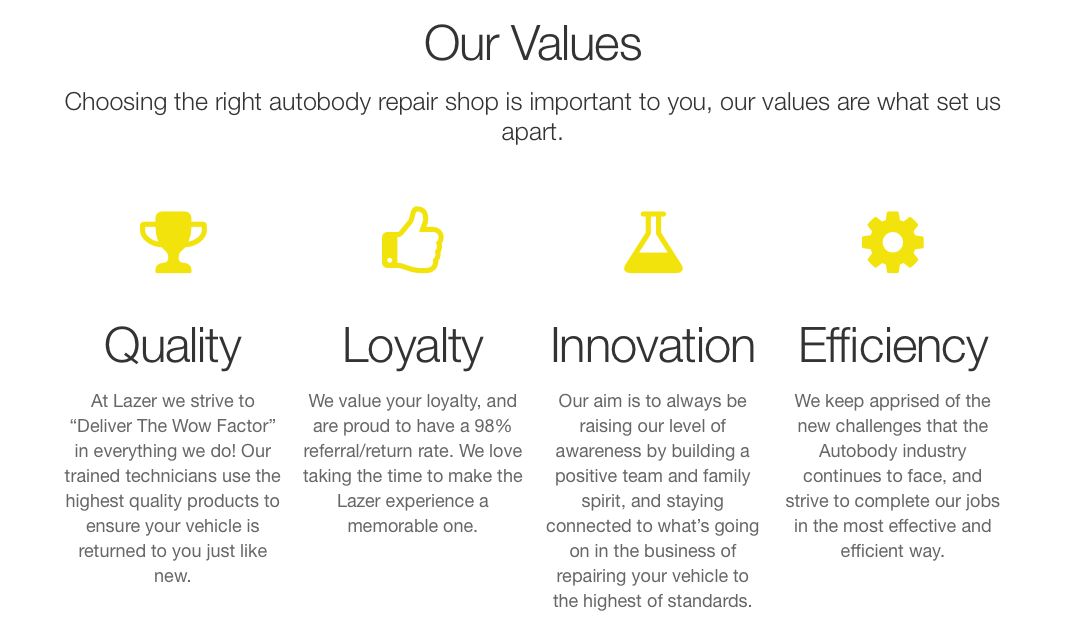 Our Values
Choosing the right autobody repair shop is important to you, our values are what set us
apart.
Quality
At Lazer we strive to
“Deliver The Wow Factor”
in everything we do! Our
trained technicians use the
highest quality products to
ensure your vehicle is
returned to you just like
new.
Loyalty
We value your loyalty, and
are proud to have a 98%
referral/return rate. We love
taking the time to make the
Lazer experience a
memorable one.
Innovation
Our aim is to always be
raising our level of
awareness by building a
positive team and family
spirit, and staying
connected to what’s going
on in the business of
repairing your vehicle to
the highest of standards.
Efficiency
We keep apprised of the
new challenges that the
Autobody industry
continues to face, and
strive to complete our jobs
in the most effective and
efficient way.